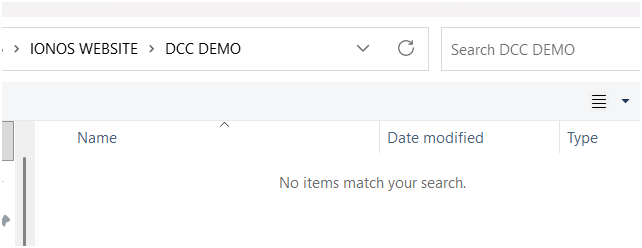 IONOS WEBSITE > DCC DEMO
Search DCC DEMO
Name Date modified Type
No items match your search.